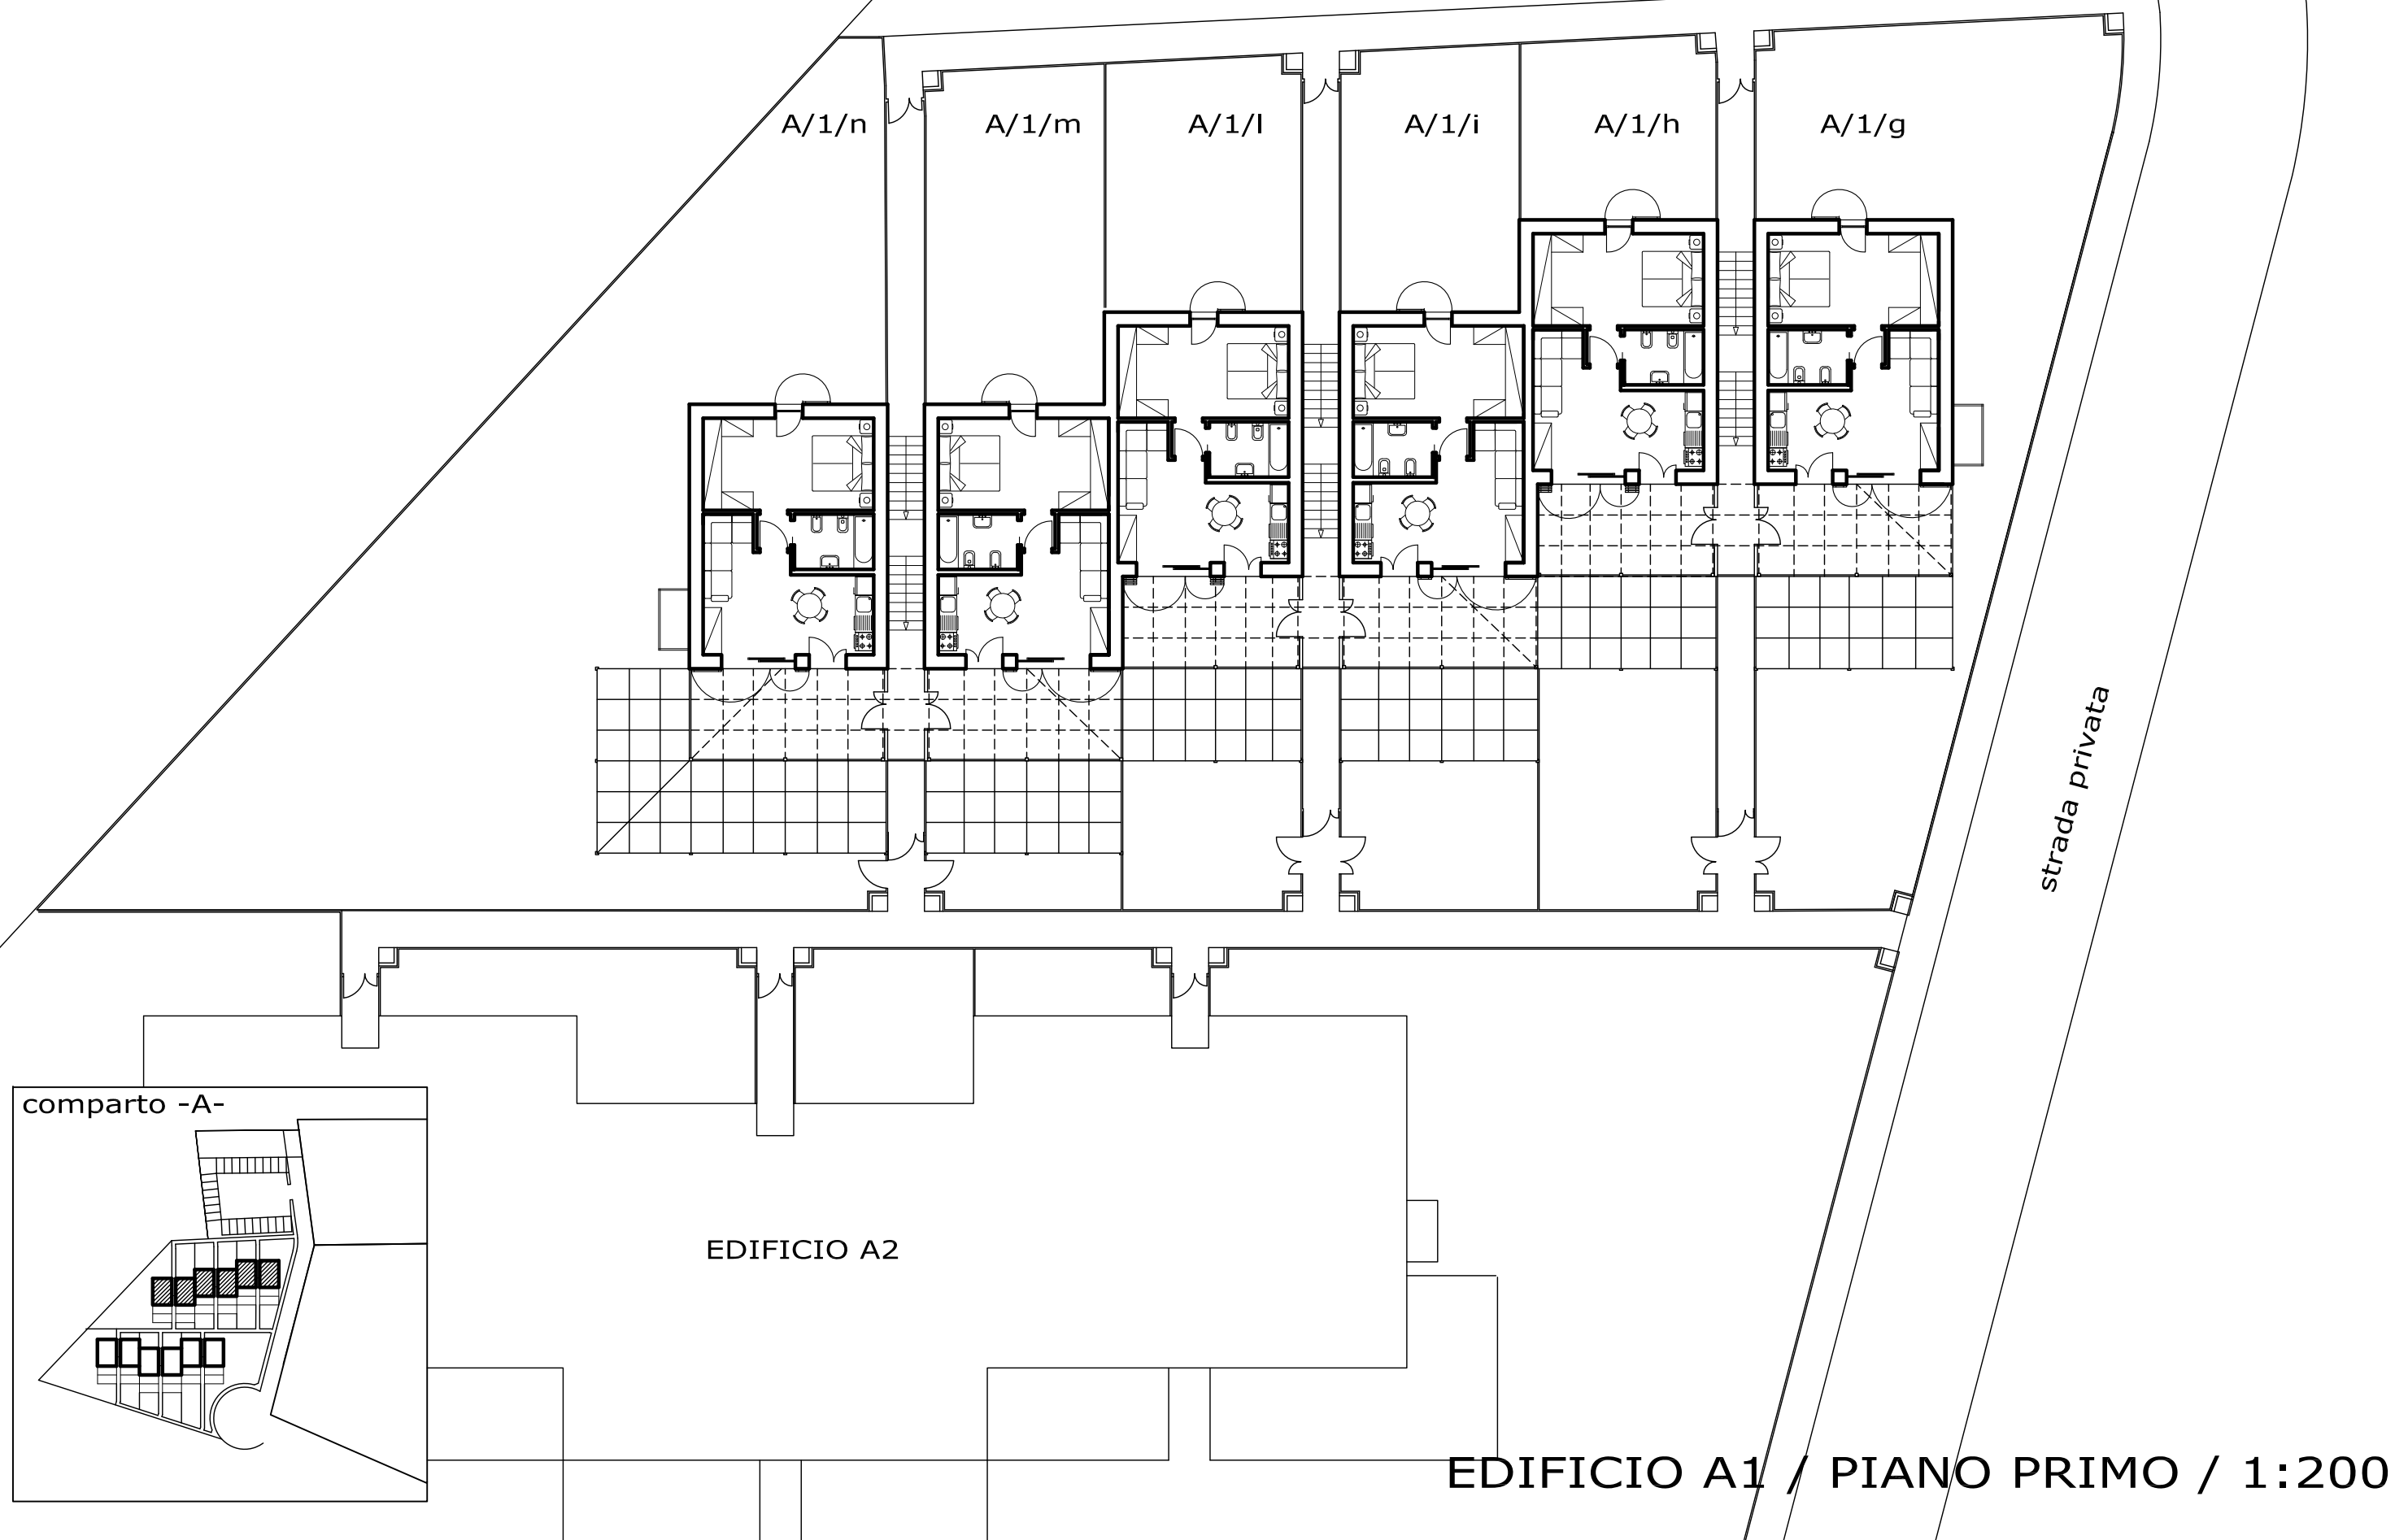 A/1/n
A/1/m
A/1/l
A/1/i
A/1/h
A/1/g
strada privata
comparto -A-
EDIFICIO A2
EDIFICIO A1 / PIANO PRIMO / 1:200